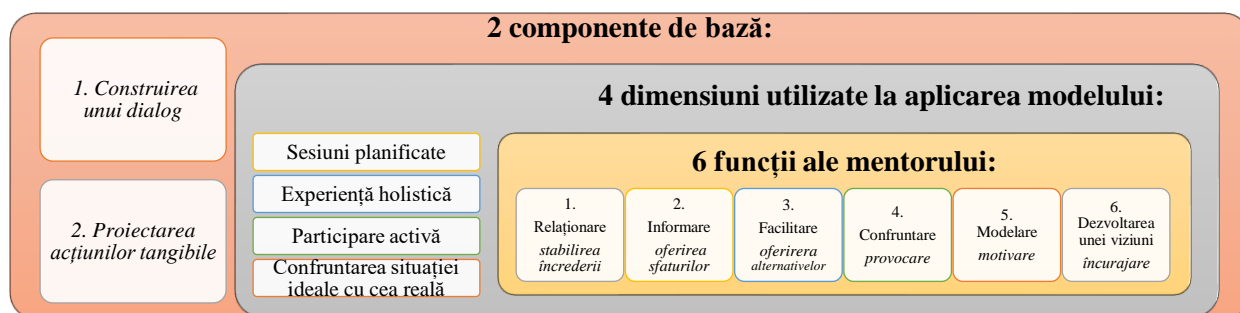 2 componente de bază:
1. Construirea
unui dialog
2. Proiectarea
acțiunilor tangibile
4 dimensiuni utilizate la aplicarea modelului:
Sesiuni planificate
Experiență holistică
Participare activă
Confruntarea situației
ideale cu cea reală
6 funcții ale mentorului:
1.
Relaționare
stabilirea
încrederii
2.
Informare
oferirea
sfaturilor
3.
Facilitare
oferirera
alternativelor
4.
Confruntare
provocare
5.
Modelare
motivare
6.
Dezvoltarea
unei viziuni
încurajare